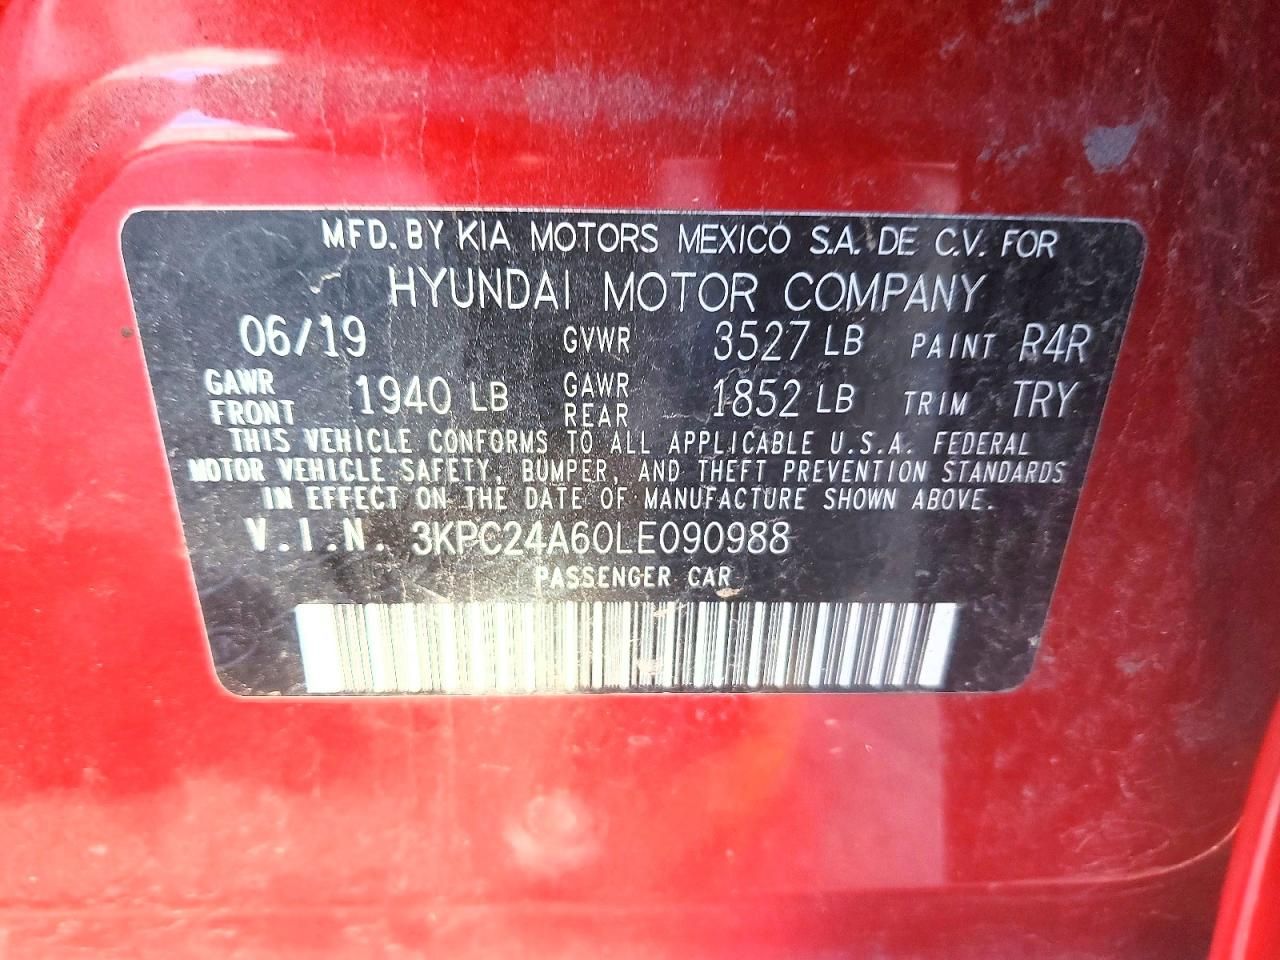 MFD. BY KIA MOTORS MEXICO S.A. DE C.V. FOR
HYUNDAI MOTOR COMPANY
06/19 GVWR 3527 LB PAINT R4R
GAWR FRONT 1940 LB GAWR REAR 1852 LB TRIM TRY
THIS VEHICLE CONFORMS TO ALL APPLICABLE U.S.A. FEDERAL
MOTOR VEHICLE SAFETY, BUMPER, AND THEFT PREVENTION STANDARDS
IN EFFECT ON THE DATE OF MANUFACTURE SHOWN ABOVE.
V.I.N. 3KPC24A60LE090988
PASSENGER CAR